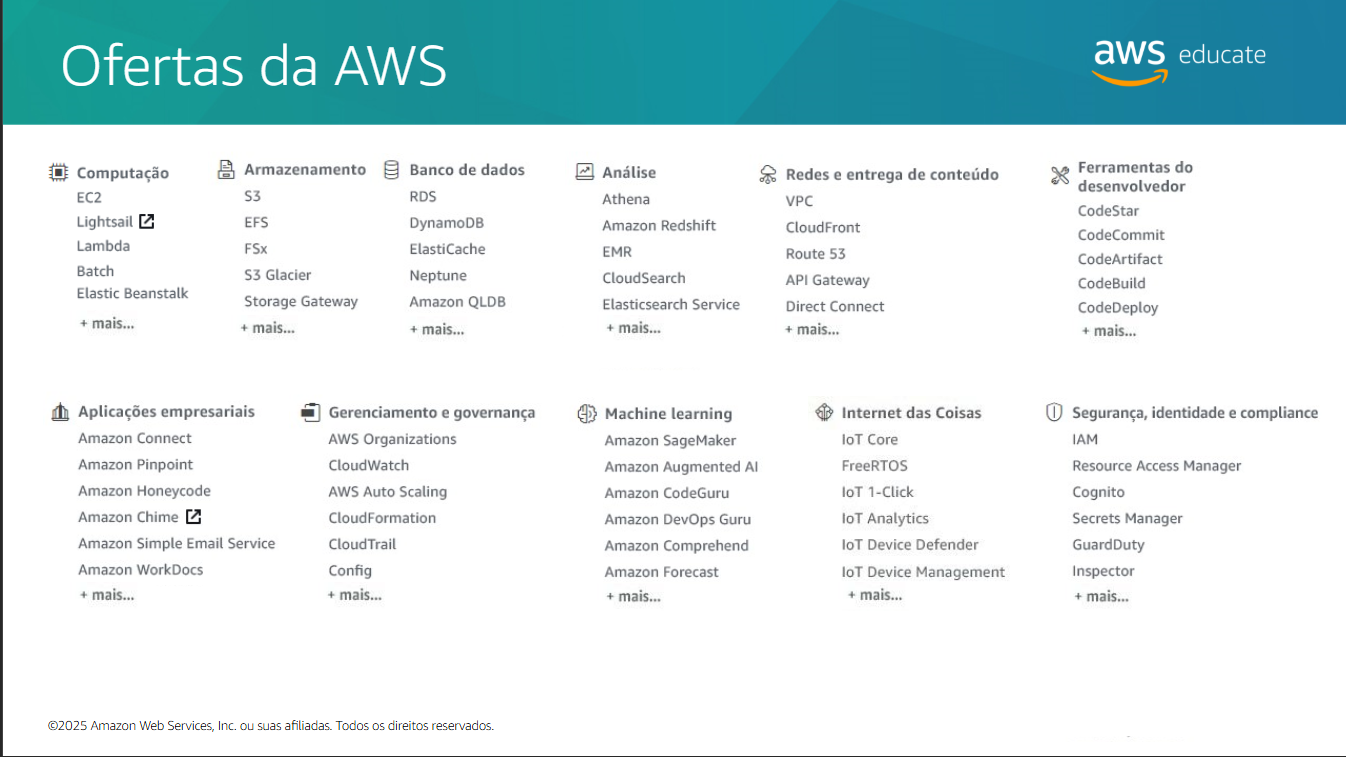 Ofertas da AWS
aws educate
Computação
EC2
Lightsail
Lambda
Batch
Elastic Beanstalk
+ mais...
Armazenamento
S3
EFS
FSx
S3 Glacier
Storage Gateway
+ mais...
Banco de dados
RDS
DynamoDB
ElastiCache
Neptune
Amazon QLDB
+ mais...
Análise
Athena
Amazon Redshift
EMR
CloudSearch
Elasticsearch Service
+ mais...
Redes e entrega de conteúdo
VPC
CloudFront
Route 53
API Gateway
Direct Connect
+ mais...
Ferramentas do
desenvolvedor
CodeStar
CodeCommit
CodeArtifact
CodeBuild
CodeDeploy
+ mais...
Aplicações empresariais
Amazon Connect
Amazon Pinpoint
Amazon Honeycode
Amazon Chime
Amazon Simple Email Service
Amazon WorkDocs
+ mais...
Gerenciamento e governança
AWS Organizations
CloudWatch
AWS Auto Scaling
CloudFormation
CloudTrail
Config
+ mais...
Machine learning
Amazon SageMaker
Amazon Augmented AI
Amazon CodeGuru
Amazon DevOps Guru
Amazon Comprehend
Amazon Forecast
+ mais...
Internet das Coisas
IoT Core
FreeRTOS
IoT 1-Click
IoT Analytics
IoT Device Defender
IoT Device Management
+ mais...
Segurança, identidade e compliance
IAM
Resource Access Manager
Cognito
Secrets Manager
GuardDuty
Inspector
+ mais...
©2025 Amazon Web Services, Inc. ou suas afiliadas. Todos os direitos reservados.